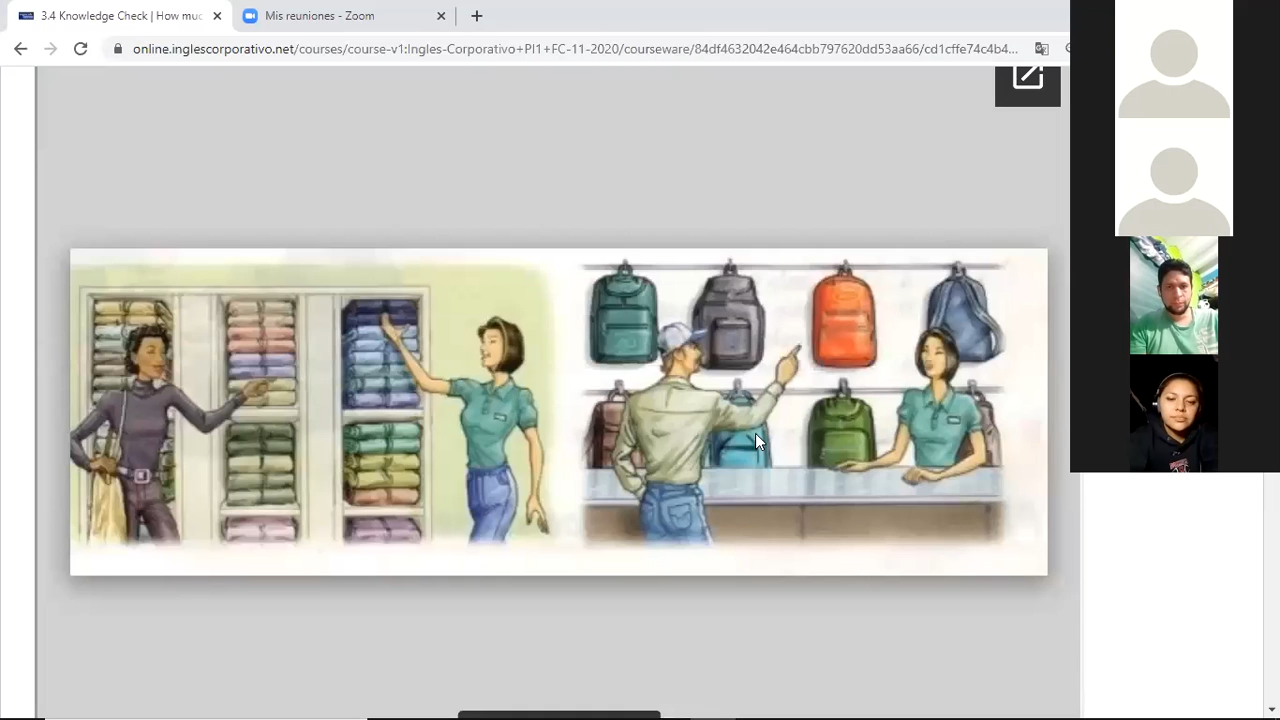 3.4 Knowledge Check | How muc
Mis reuniones - Zoom
online.inglescorporativo.net/courses/course-v1:Ingles-Corporativo+PI1+FC-11-2020/courseware/84df4632042e464cbb797620dd53aa66/cd1cffe74c4b4...